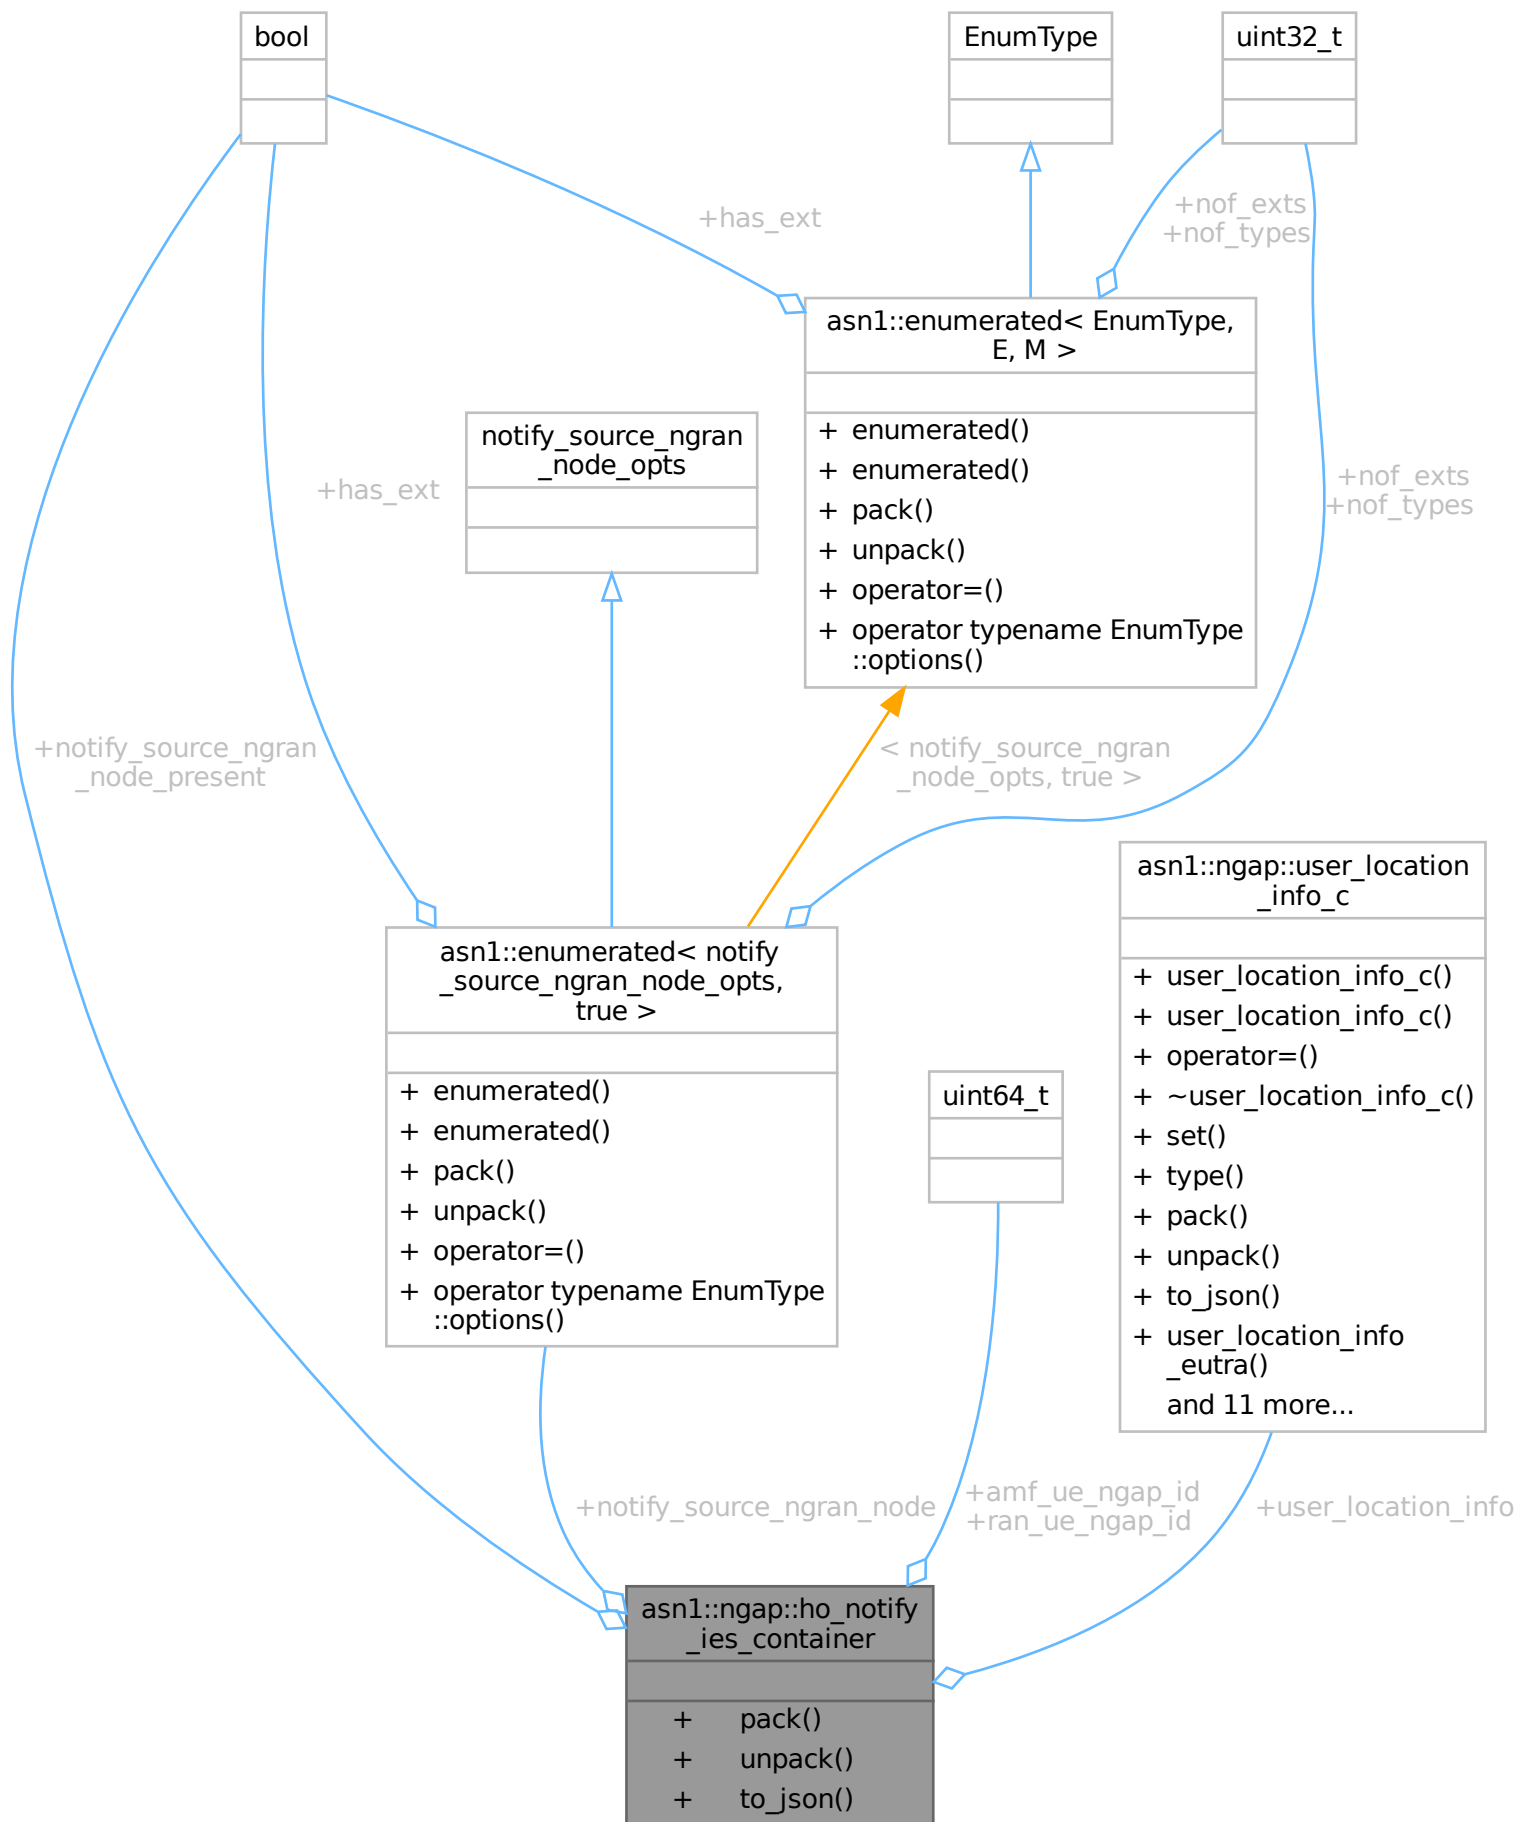 bool
EnumType
uint32_t
+has_ext
+nof_exts
+nof_types
asn1::enumerated< EnumType,
E, M >
+ enumerated()
+ enumerated()
+ pack()
+ unpack()
+ operator=()
+ operator typename EnumType
::options()
notify_source_ngran
_node_opts
+has_ext
+nof_exts
+nof_types
+notify_source_ngran
_node_present
< notify_source_ngran
_node_opts, true >
asn1::enumerated< notify
_source_ngran_node_opts,
true >
+ enumerated()
+ enumerated()
+ pack()
+ unpack()
+ operator=()
+ operator typename EnumType
::options()
uint64_t
asn1::ngap::user_location
_info_c
+ user_location_info_c()
+ user_location_info_c()
+ operator=()
+ ~user_location_info_c()
+ set()
+ type()
+ pack()
+ unpack()
+ to_json()
+ user_location_info
_eutra()
and 11 more...
+notify_source_ngran_node
+amf_ue_ngap_id
+ran_ue_ngap_id
+user_location_info
asn1::ngap::ho_notify
_ies_container
+ pack()
+ unpack()
+ to_json()